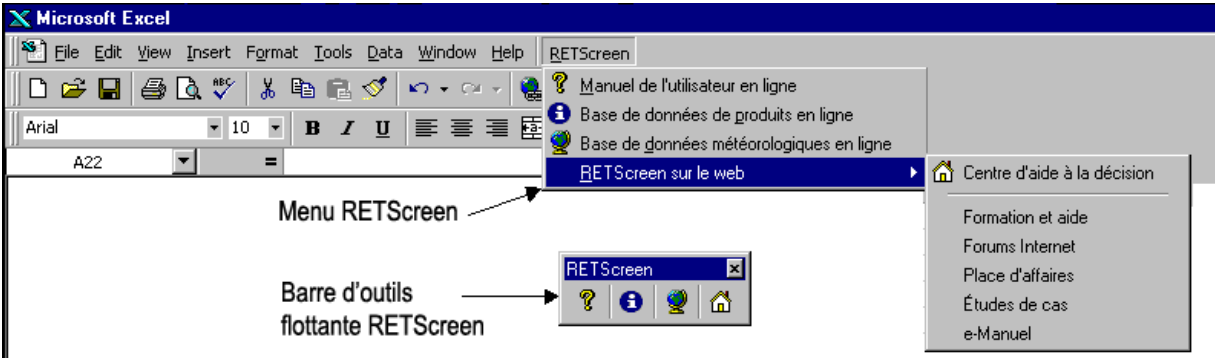 Microsoft Excel
File Edit View Insert Format Tools Data Window Help RETScreen
Manuel de l'utilisateur en ligne
ABC
Base de données de produits en ligne
Arial 10 B I U
Base de données météorologiques en ligne
A22 =
RETScreen sur le web
Centre d'aide à la décision
Menu RETScreen
Formation et aide
Forums Internet
Place d'affaires
Études de cas
e-Manuel
RETScreen
Barre d'outils
flottante RETScreen